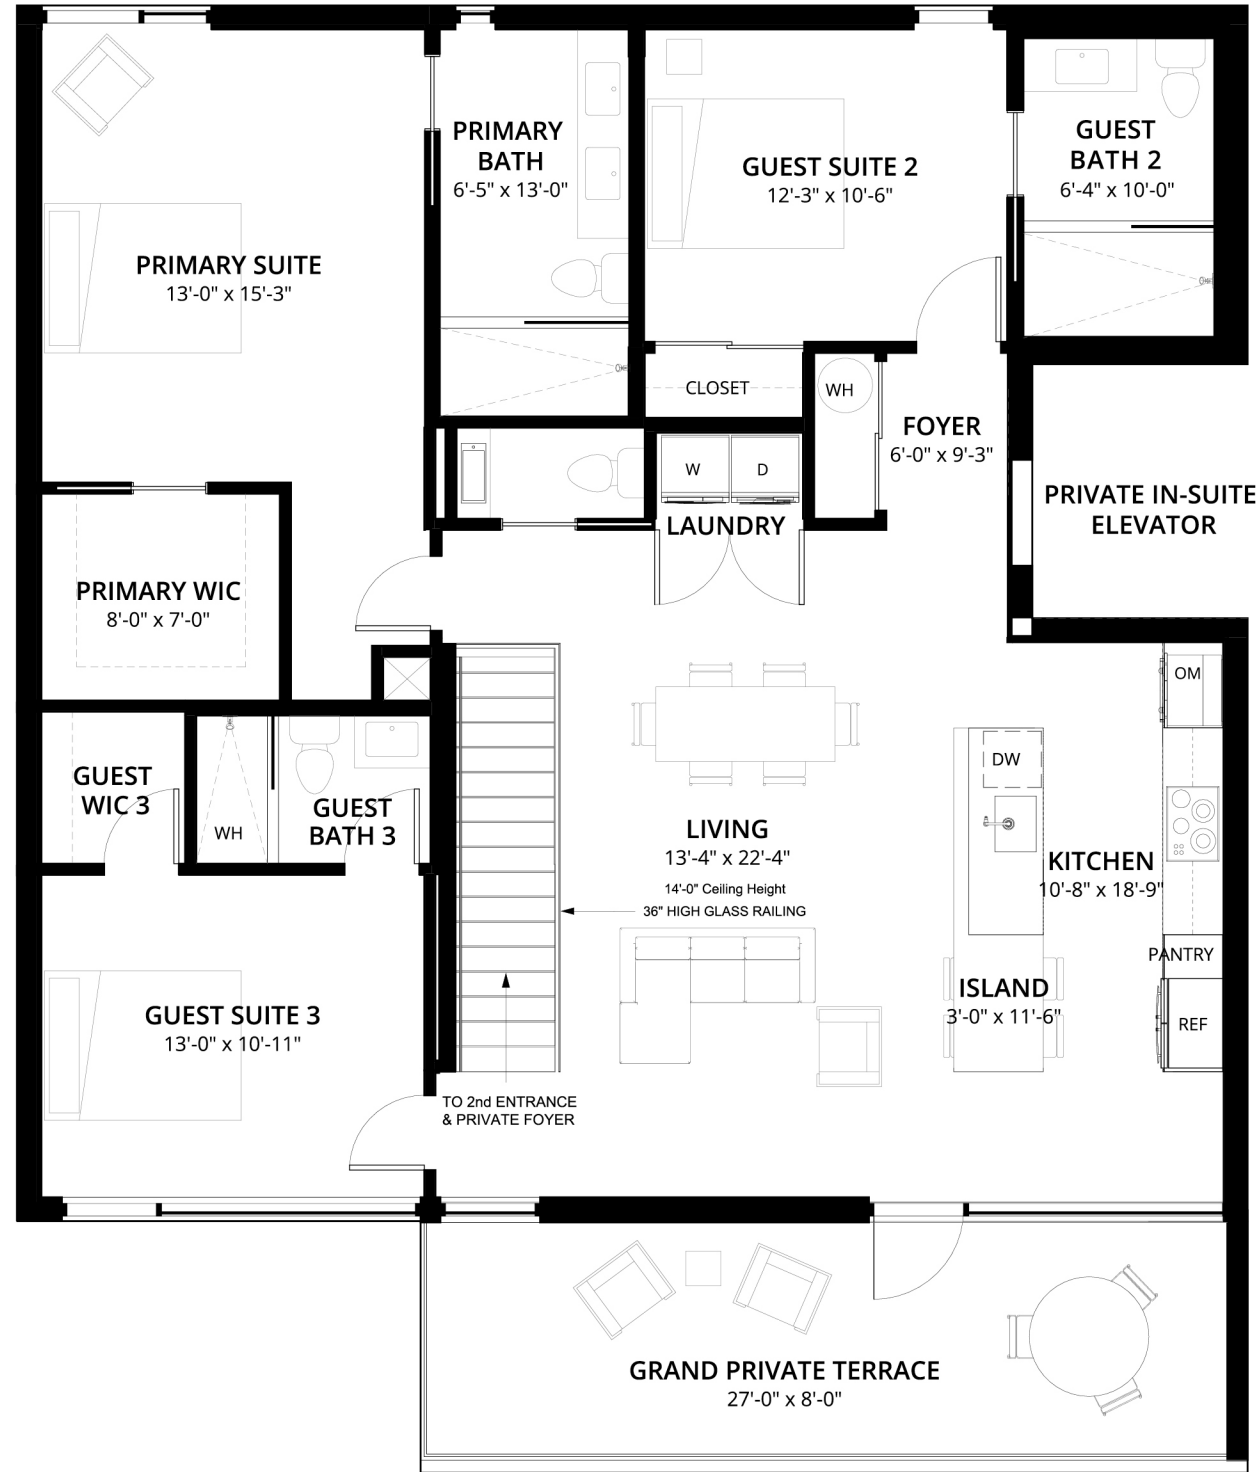 PRIMARY
BATH
6'-5" x 13'-0"
GUEST
BATH 2
6'-4" x 10'-0"
GUEST SUITE 2
12'-3" x 10'-6"
PRIMARY SUITE
13'-0" x 15'-3"
CLOSET
WH
FOYER
6'-0" x 9'-3"
W
D
LAUNDRY
PRIVATE IN-SUITE
ELEVATOR
PRIMARY WIC
8'-0" x 7'-0"
OM
DW
GUEST
WIC 3
GUEST
BATH 3
WH
LIVING
13'-4" x 22'-4"
14'-0" Ceiling Height
36" HIGH GLASS RAILING
KITCHEN
10'-8" x 18'-9"
PANTRY
ISLAND
3'-0" x 11'-6"
REF
GUEST SUITE 3
13'-0" x 10'-11"
TO 2nd ENTRANCE
& PRIVATE FOYER
GRAND PRIVATE TERRACE
27'-0" x 8'-0"